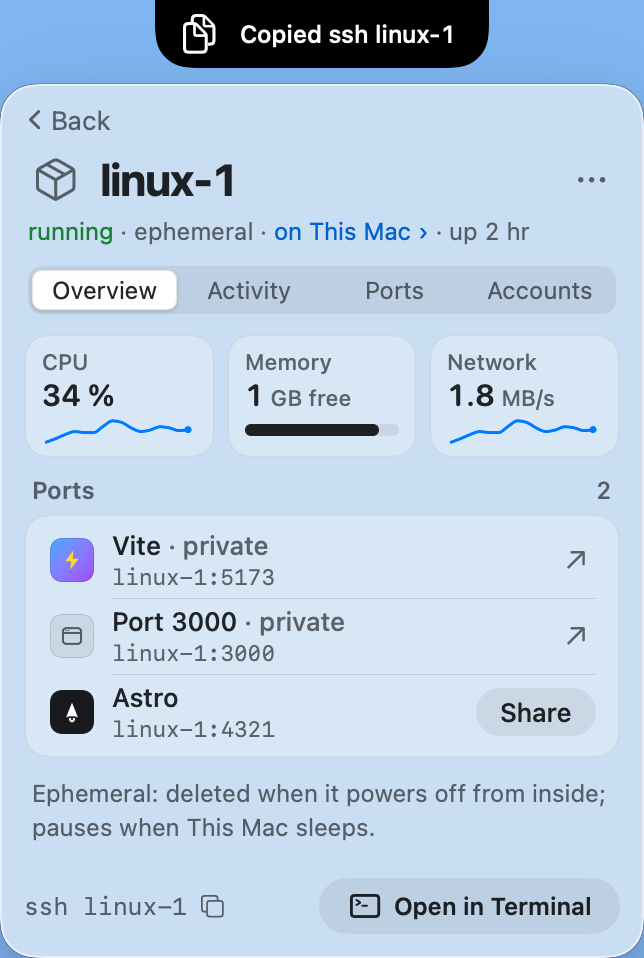 Copied ssh linux-1
Back
linux-1
running · ephemeral · on This Mac › · up 2 hr
Overview Activity Ports Accounts
CPU
34 %
Memory
1 GB free
Network
1.8 MB/s
Ports 2
Vite · private
linux-1:5173
Port 3000 · private
linux-1:3000
Astro
linux-1:4321
Share
Ephemeral: deleted when it powers off from inside;
pauses when This Mac sleeps.
ssh linux-1
Open in Terminal